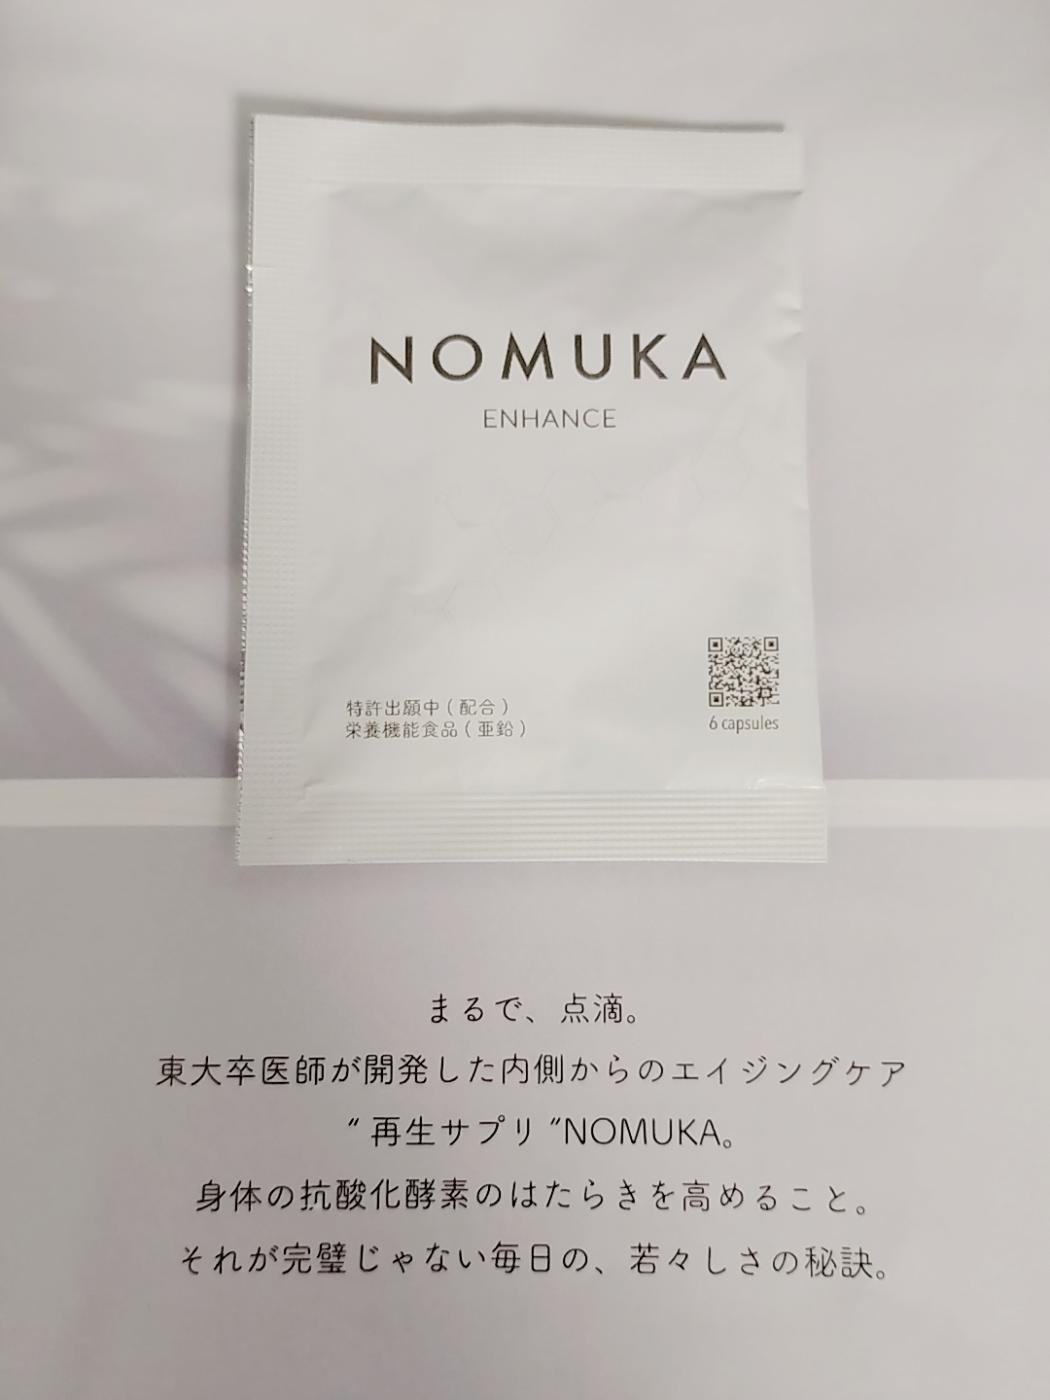 NOMUKA
ENHANCE
特許出願中(配合)
栄養機能食品(亜鉛)
6 capsules
まるで、点滴。
東大卒医師が開発した内側からのエイジングケア
“再生サプリ”NOMUKA。
身体の抗酸化酵素のはたらきを高めること。
それが完璧じゃない毎日の、若々しさの秘訣。